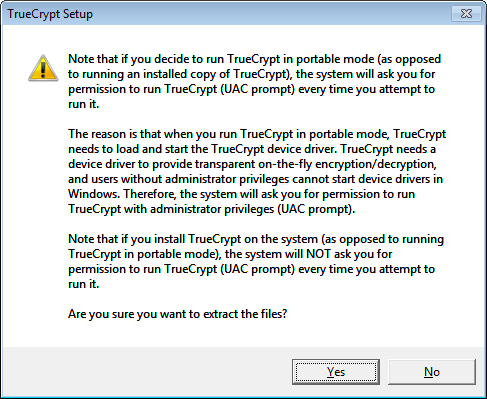 TrueCrypt Setup
Note that if you decide to run TrueCrypt in portable mode (as opposed
to running an installed copy of TrueCrypt), the system will ask you for
permission to run TrueCrypt (UAC prompt) every time you attempt to
run it.
The reason is that when you run TrueCrypt in portable mode, TrueCrypt
needs to load and start the TrueCrypt device driver. TrueCrypt needs a
device driver to provide transparent on-the-fly encryption/decryption,
and users without administrator privileges cannot start device drivers in
Windows. Therefore, the system will ask you for permission to run
TrueCrypt with administrator privileges (UAC prompt).
Note that if you install TrueCrypt on the system (as opposed to running
TrueCrypt in portable mode), the system will NOT ask you for
permission to run TrueCrypt (UAC prompt) every time you attempt to
run it.
Are you sure you want to extract the files?
Yes
No